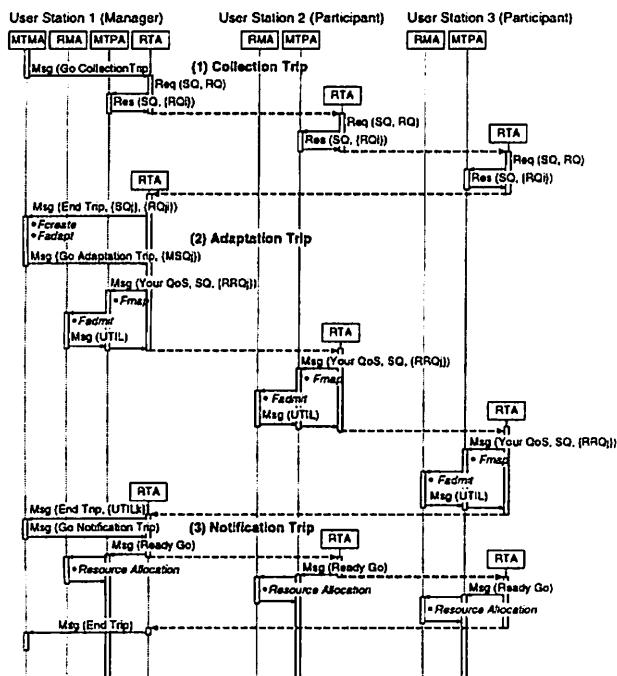 User Station 1 (Manager) User Station 2 (Participant) User Station 3 (Participant)
MTMA RMA MTPA RTA RMA MTPA RMA MTPA
Msg (Go CollectionTrip (1) Collection Trip
Req (SQ, RQ) RTA
Res (SQ, {RQi})
Req (SQ, RQ) RTA
Res (SQ, {RQi})
Req (SQ, RQ)
Res (SQ, {RQi})
RTA
Msg (End Trip, {SQj}, {RQji})
• Fcreate
• Fadapt
(2) Adaptation Trip
Msg (Go Adaptation Trip, {MSQj})
Msg (Your QoS, SQ, {RRQj})
• Fmap
• Fadmit
Msg (UTIL) RTA
Msg (Your QoS, SQ, {RRQj})
• Fmap
• Fadmit
Msg (UTIL) RTA
Msg (Your QoS, SQ, {RRQj})
• Fmap
• Fadmit
Msg (UTIL)
RTA
Msg (End Trip, {UTILk})
Msg (Go Notification Trip) (3) Notification Trip
RTA
Msg (Ready Go)
• Resource Allocation Msg (Ready Go) RTA
• Resource Allocation Msg (Ready Go)
• Resource Allocation
Msg (End Trip)